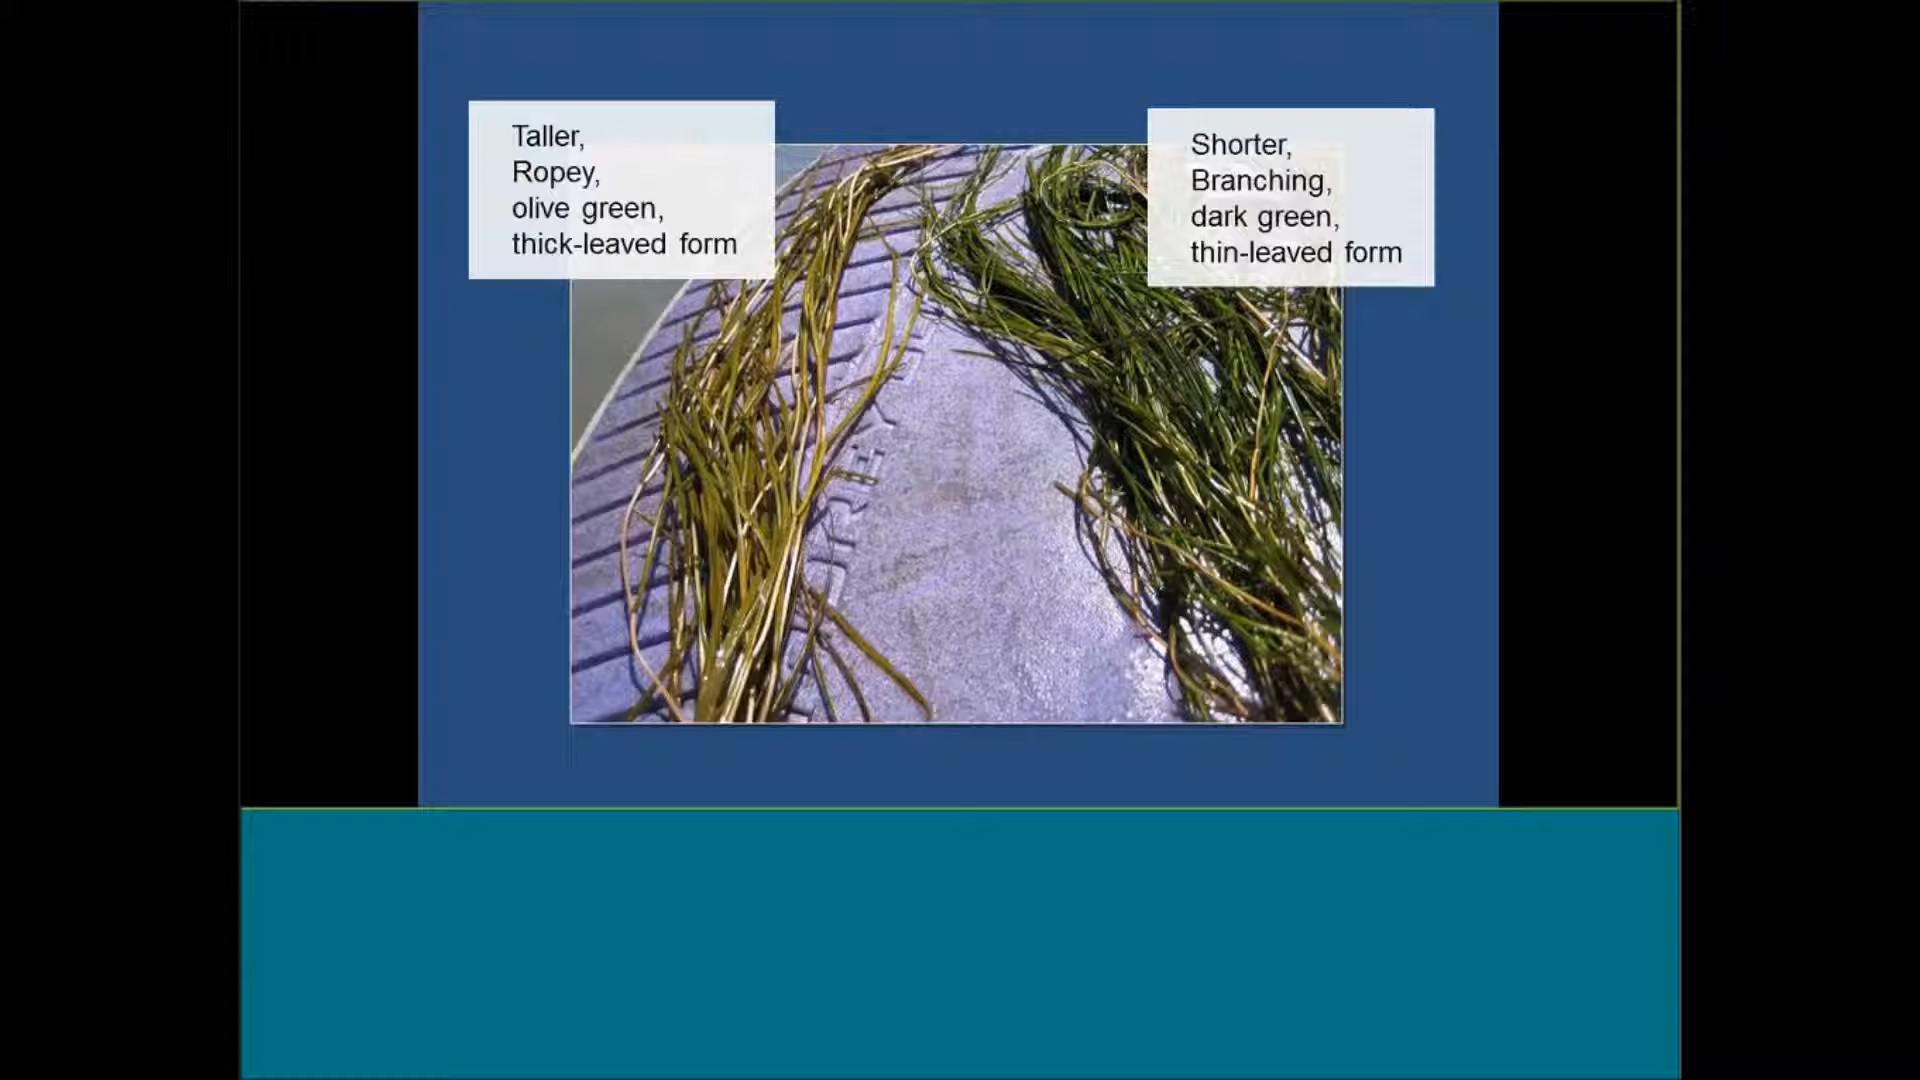 Taller,
Ropey,
olive green,
thick-leaved form
Shorter,
Branching,
dark green,
thin-leaved form